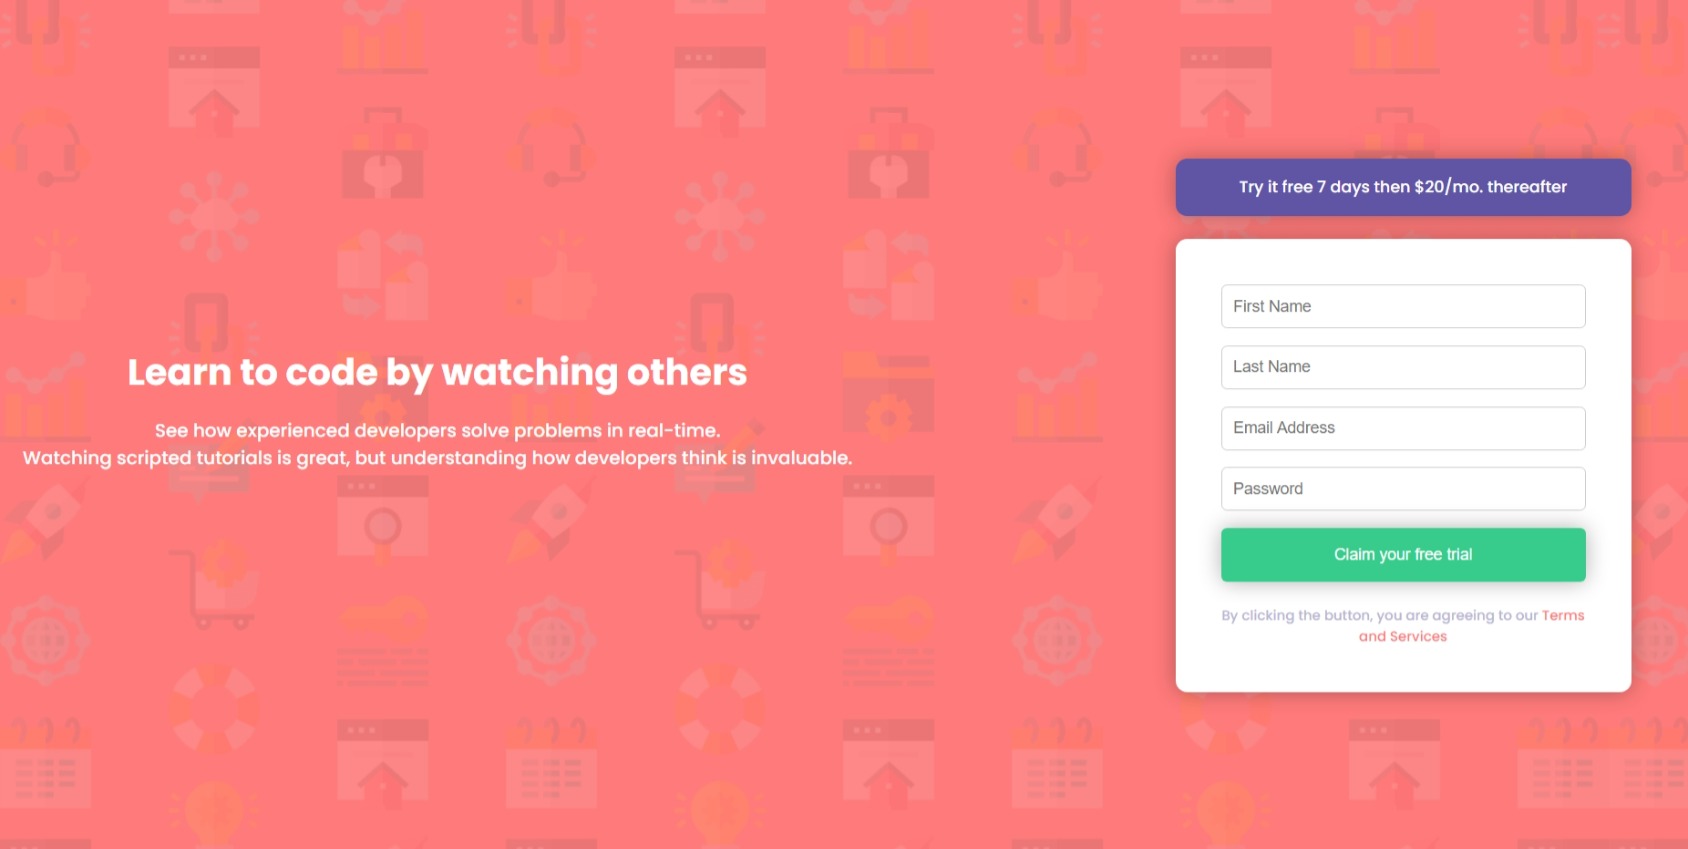 Learn to code by watching others
See how experienced developers solve problems in real-time.
Watching scripted tutorials is great, but understanding how developers think is invaluable.
Try it free 7 days then $20/mo. thereafter
First Name
Last Name
Email Address
Password
Claim your free trial
By clicking the button, you are agreeing to our Terms
and Services